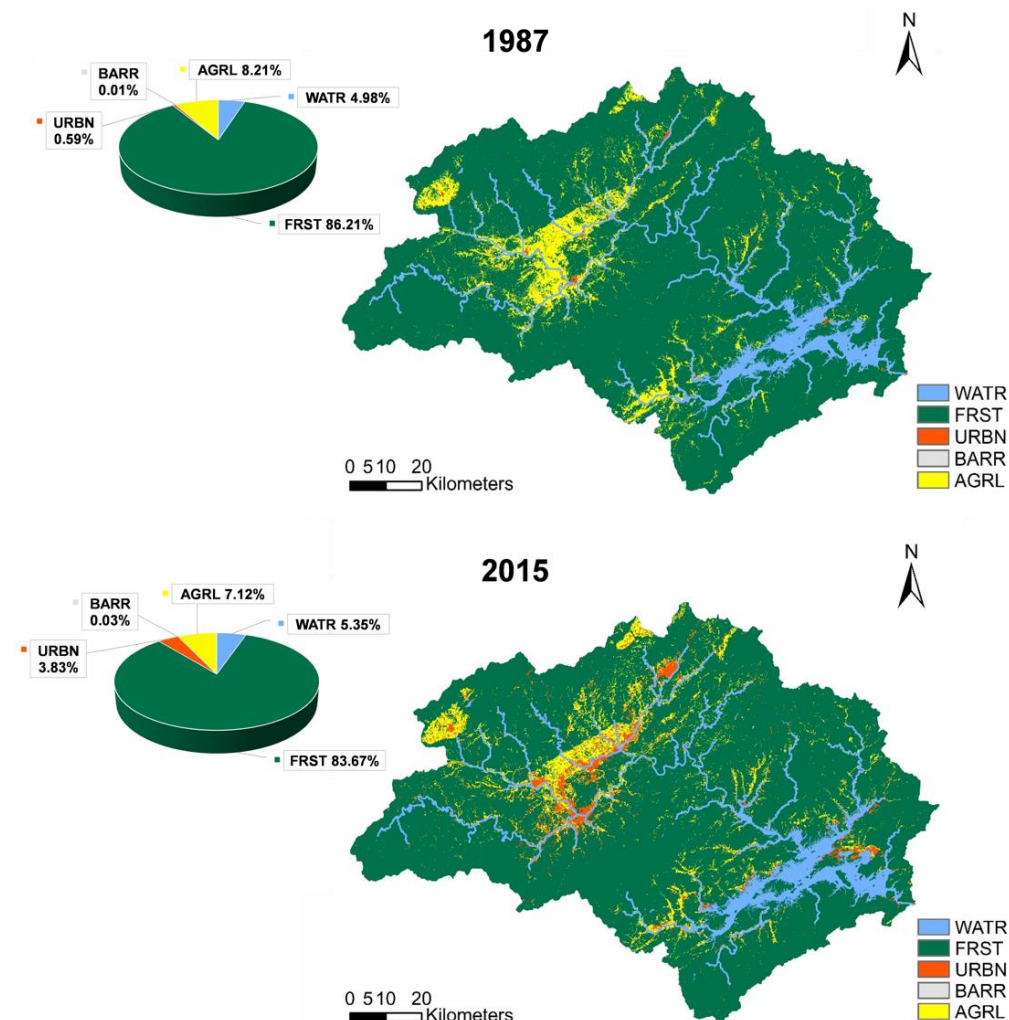 1987
N
BARR
0.01%
AGRL 8.21%
WATR 4.98%
URBN
0.59%
FRST 86.21%
WATR
FRST
URBN
BARR
AGRL
0 5 10 20
Kilometers
2015
N
BARR
0.03%
AGRL 7.12%
WATR 5.35%
URBN
3.83%
FRST 83.67%
WATR
FRST
URBN
BARR
AGRL
0 5 10 20
Kilometers